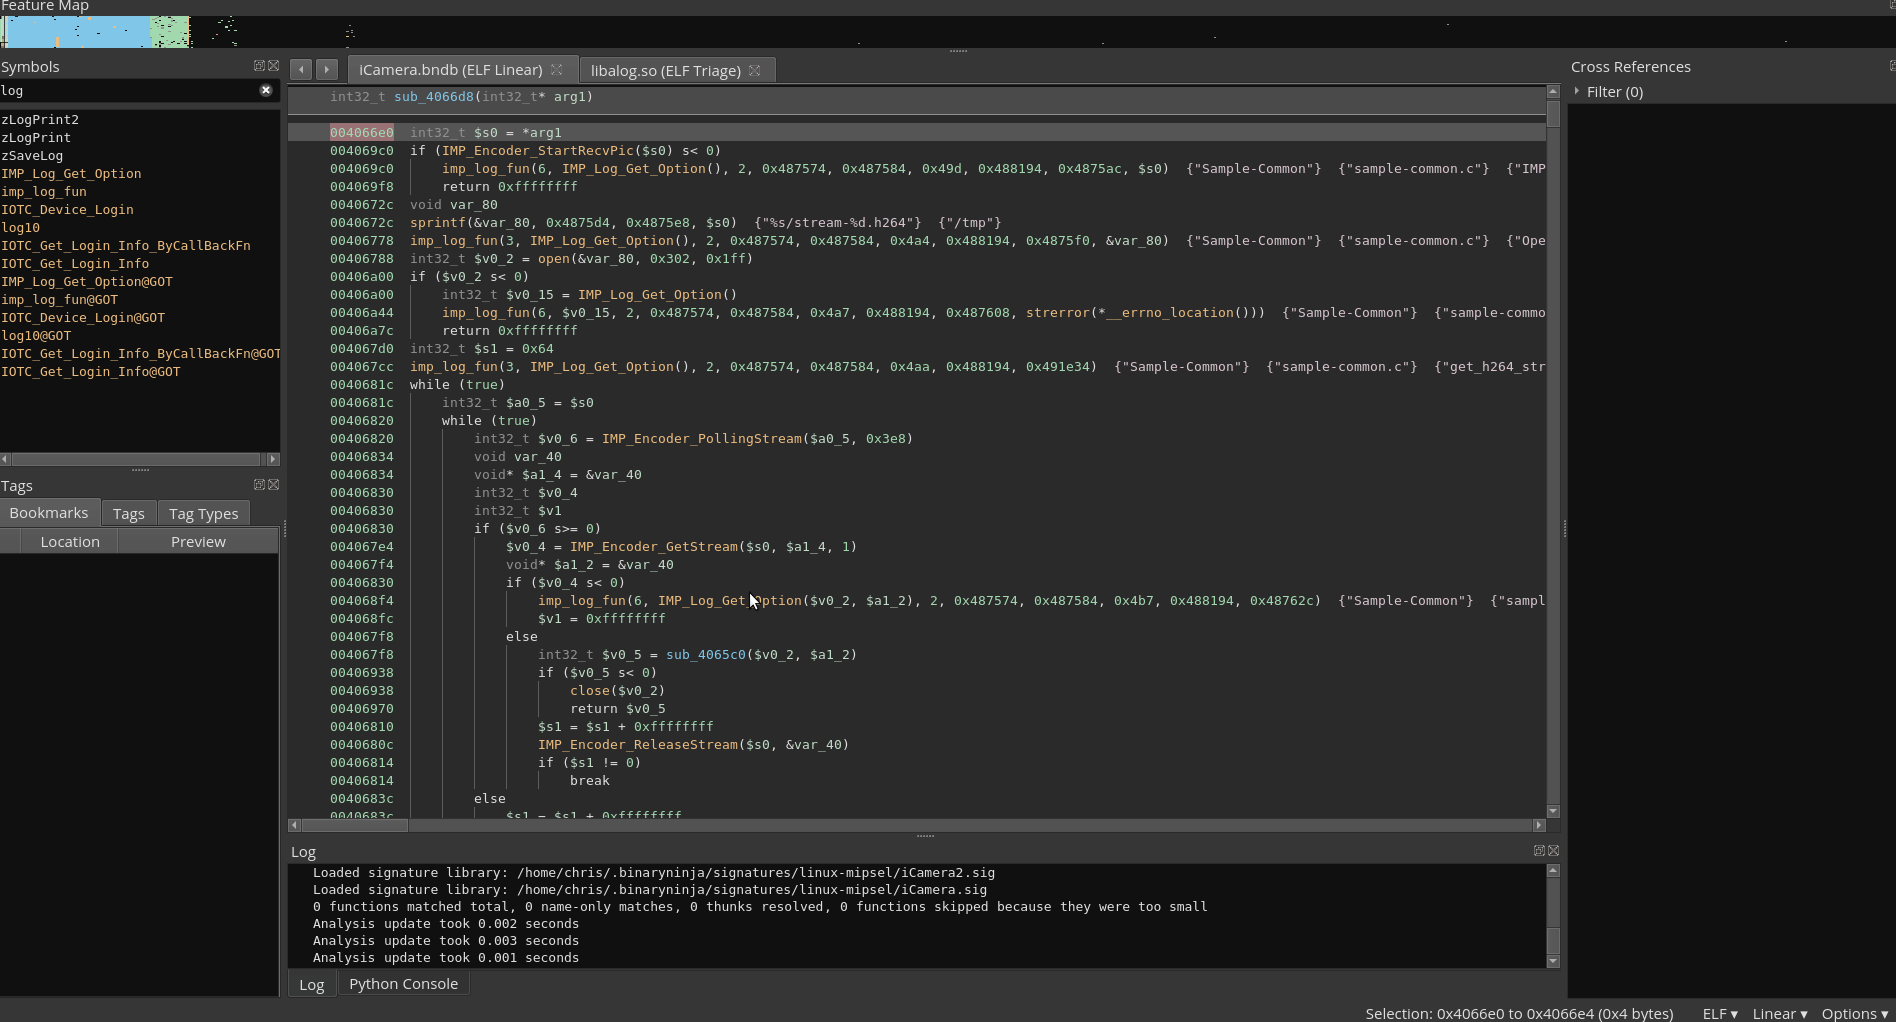 Feature Map
Symbols
log
zLogPrint2
zLogPrint
zSaveLog
IMP_Log_Get_Option
imp_log_fun
IOTC_Device_Login
log10
IOTC_Get_Login_Info_ByCallBackFn
IOTC_Get_Login_Info
IMP_Log_Get_Option@GOT
imp_log_fun@GOT
IOTC_Device_Login@GOT
log10@GOT
IOTC_Get_Login_Info_ByCallBackFn@GOT
IOTC_Get_Login_Info@GOT
Tags
Bookmarks Tags Tag Types
Location Preview
iCamera.bndb (ELF Linear) libalog.so (ELF Triage)
int32_t sub_4066d8(int32_t* arg1)
004066e0 int32_t $s0 = *arg1
004069c0 if (IMP_Encoder_StartRecvPic($s0) s< 0)
004069c0 imp_log_fun(6, IMP_Log_Get_Option(), 2, 0x487574, 0x487584, 0x49d, 0x488194, 0x4875ac, $s0) {"Sample-Common"} {"sample-common.c"} {"IMP
004069f8 return 0xffffffff
0040672c void var_80
0040672c sprintf(&var_80, 0x4875d4, 0x4875e8, $s0) {"%s/stream-%d.h264"} {"/tmp"}
00406778 imp_log_fun(3, IMP_Log_Get_Option(), 2, 0x487574, 0x487584, 0x4a4, 0x488194, 0x4875f0, &var_80) {"Sample-Common"} {"sample-common.c"} {"Ope
00406788 int32_t $v0_2 = open(&var_80, 0x302, 0x1ff)
00406a00 if ($v0_2 s< 0)
00406a00 int32_t $v0_15 = IMP_Log_Get_Option()
00406a44 imp_log_fun(6, $v0_15, 2, 0x487574, 0x487584, 0x4a7, 0x488194, 0x487608, strerror(*__errno_location())) {"Sample-Common"} {"sample-commo
00406a7c return 0xffffffff
004067d0 int32_t $s1 = 0x64
004067cc imp_log_fun(3, IMP_Log_Get_Option(), 2, 0x487574, 0x487584, 0x4aa, 0x488194, 0x491e34) {"Sample-Common"} {"sample-common.c"} {"get_h264_str
0040681c while (true)
0040681c int32_t $a0_5 = $s0
00406820 while (true)
00406820 int32_t $v0_6 = IMP_Encoder_PollingStream($a0_5, 0x3e8)
00406834 void var_40
00406834 void* $a1_4 = &var_40
00406830 int32_t $v0_4
00406830 int32_t $v1
00406830 if ($v0_6 s>= 0)
004067e4 $v0_4 = IMP_Encoder_GetStream($s0, $a1_4, 1)
004067f4 void* $a1_2 = &var_40
00406830 if ($v0_4 s< 0)
004068f4 imp_log_fun(6, IMP_Log_Get_Option($v0_2, $a1_2), 2, 0x487574, 0x487584, 0x4b7, 0x488194, 0x48762c) {"Sample-Common"} {"sampl
004068fc $v1 = 0xffffffff
004067f8 else
004067f8 int32_t $v0_5 = sub_4065c0($v0_2, $a1_2)
00406938 if ($v0_5 s< 0)
00406938 close($v0_2)
00406970 return $v0_5
00406810 $s1 = $s1 + 0xffffffff
0040680c IMP_Encoder_ReleaseStream($s0, &var_40)
00406814 if ($s1 != 0)
00406814 break
0040683c else
0040683c $s1 = $s1 + 0xffffffff
Log
Loaded signature library: /home/chris/.binaryninja/signatures/linux-mipsel/iCamera2.sig
Loaded signature library: /home/chris/.binaryninja/signatures/linux-mipsel/iCamera.sig
0 functions matched total, 0 name-only matches, 0 thunks resolved, 0 functions skipped because they were too small
Analysis update took 0.002 seconds
Analysis update took 0.003 seconds
Analysis update took 0.001 seconds
Log Python Console
Cross References
Filter (0)
Selection: 0x4066e0 to 0x4066e4 (0x4 bytes) ELF Linear Options